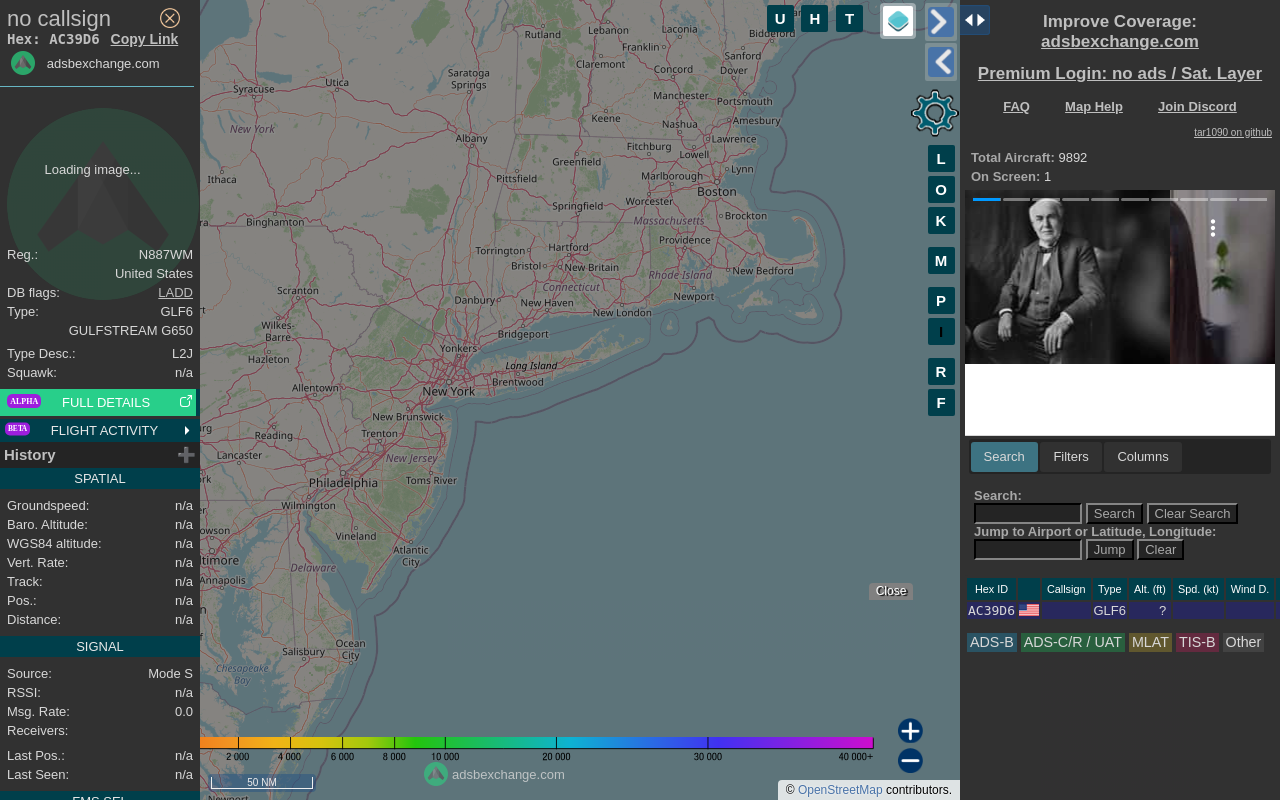 no callsign
Hex: AC39D6 Copy Link
adsbexchange.com
Loading image...
Reg.: N887WM
United States
DB flags: LADD
Type: GLF6
GULFSTREAM G650
Type Desc.: L2J
Squawk: n/a
ALPHA FULL DETAILS
BETA FLIGHT ACTIVITY
History
SPATIAL
Groundspeed: n/a
Baro. Altitude: n/a
WGS84 altitude: n/a
Vert. Rate: n/a
Track: n/a
Pos.: n/a
Distance: n/a
SIGNAL
Source: Mode S
RSSI: n/a
Msg. Rate: 0.0
Receivers:
Last Pos.: n/a
Last Seen: n/a
FMS SEL
U H T
L
O
K
M
P
I
R
F
Rutland
Lebanon
Laconia
Biddeford
Franklin
Claremont
Sanford
Concord
Dover
Saratoga
Springs
Utica
Syracuse
Manchester
Portsmouth
Keene
Nashua
Amesbury
New York
Albany
Lawrence
Fitchburg
Lowell
Greenfield
Lynn
Ithaca
Pittsfield
Marlborough
Boston
Worcester
Springfield
Massachusetts
Brockton
Binghamton
Providence
Torrington
Hartford
Bristol
New Britain
New Bedford
Rhode Island
Connecticut
Scranton
Danbury
New Haven
Newport
New London
Wilkes-
Barre
Bridgeport
Yonkers
Hazleton
Long Island
Brentwood
Allentown
New York
New Brunswick
Reading
Trenton
Lancaster
New Jersey
Philadelphia
Toms River
Wilmington
Vineland
Atlantic
City
Annapolis
Delaware
Ocean
City
Salisbury
Chesapeake
Bay
Close
2 000 4 000 6 000 8 000 10 000 20 000 30 000 40 000+
adsbexchange.com
50 NM
© OpenStreetMap contributors.
Improve Coverage:
adsbexchange.com
Premium Login: no ads / Sat. Layer
FAQ Map Help Join Discord
tar1090 on github
Total Aircraft: 9892
On Screen: 1
Search Filters Columns
Search:
Search Clear Search
Jump to Airport or Latitude, Longitude:
Jump Clear
Hex ID Callsign Type Alt. (ft) Spd. (kt) Wind D.
AC39D6 GLF6 ?
ADS-B ADS-C/R / UAT MLAT TIS-B Other